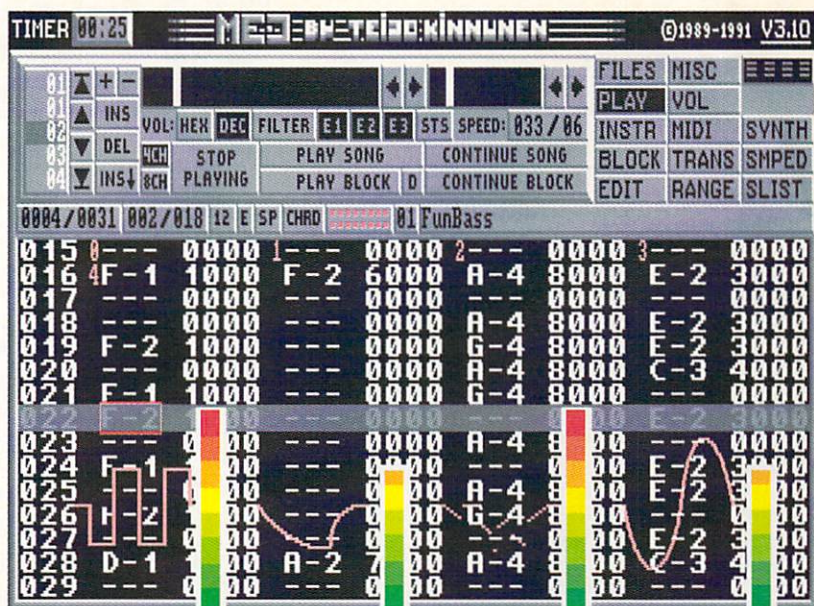 TIMER 00:25 MED BY TEIJO KINNUNEN ©1989-1991 V3.10
01 + - FILES MISC
01 INS VOL: HEX DEC FILTER E1 E2 E3 STS SPEED: 033/06 PLAY VOL
02 INSTR MIDI SYNTH
03 DEL 4CH STOP PLAYING PLAY SONG CONTINUE SONG BLOCK TRANS SMPED
04 INS↓ 8CH PLAY BLOCK D CONTINUE BLOCK EDIT RANGE SLIST
0004/0031 002/018 12 E SP CHRD 01 FunBass
015 0 --- 0000 1 --- 0000 2 --- 0000 3 --- 0000
016 4 F-1 1000 F-2 6000 A-4 8000 E-2 3000
017 --- 0000 --- 0000 --- 0000 --- 0000
018 --- 0000 --- 0000 A-4 8000 E-2 3000
019 F-2 1000 --- 0000 G-4 8000 E-2 3000
020 --- 0000 --- 0000 A-4 8000 C-3 4000
021 F-1 1000 --- 0000 G-4 8000 --- 0000
022 F-2 --- 0000 --- E-2 3000
023 --- --- 0000 A-4 --- 0000
024 F-1 --- --- E-2
025 --- --- A-4 E-2
026 F-2 --- G-4 ---
027 --- --- --- E-2
028 D-1 A-2 A-4 C-3
029 --- --- --- ---